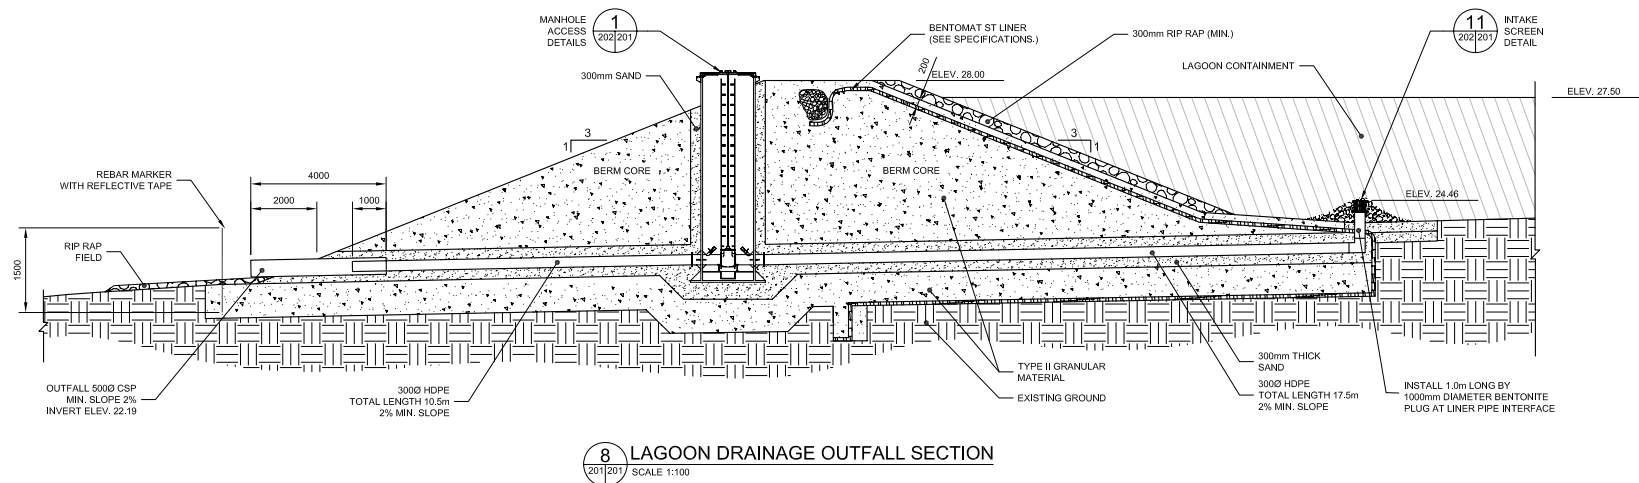 MANHOLE
ACCESS
DETAILS
1
202 201
BENTOMAT ST LINER
(SEE SPECIFICATIONS.)
300mm RIP RAP (MIN.)
11
202 201
INTAKE
SCREEN
DETAIL
300mm SAND
200
ELEV. 28.00
LAGOON CONTAINMENT
ELEV. 27.50
3
1
3
1
REBAR MARKER
WITH REFLECTIVE TAPE
4000
2000
1000
BERM CORE
BERM CORE
ELEV. 24.46
RIP RAP
FIELD
1500
OUTFALL 500Ø CSP
MIN. SLOPE 2%
INVERT ELEV. 22.19
300Ø HDPE
TOTAL LENGTH 10.5m
2% MIN. SLOPE
TYPE II GRANULAR
MATERIAL
EXISTING GROUND
300mm THICK
SAND
300Ø HDPE
TOTAL LENGTH 17.5m
2% MIN. SLOPE
INSTALL 1.0m LONG BY
1000mm DIAMETER BENTONITE
PLUG AT LINER PIPE INTERFACE
8
201 201
LAGOON DRAINAGE OUTFALL SECTION
SCALE 1:100